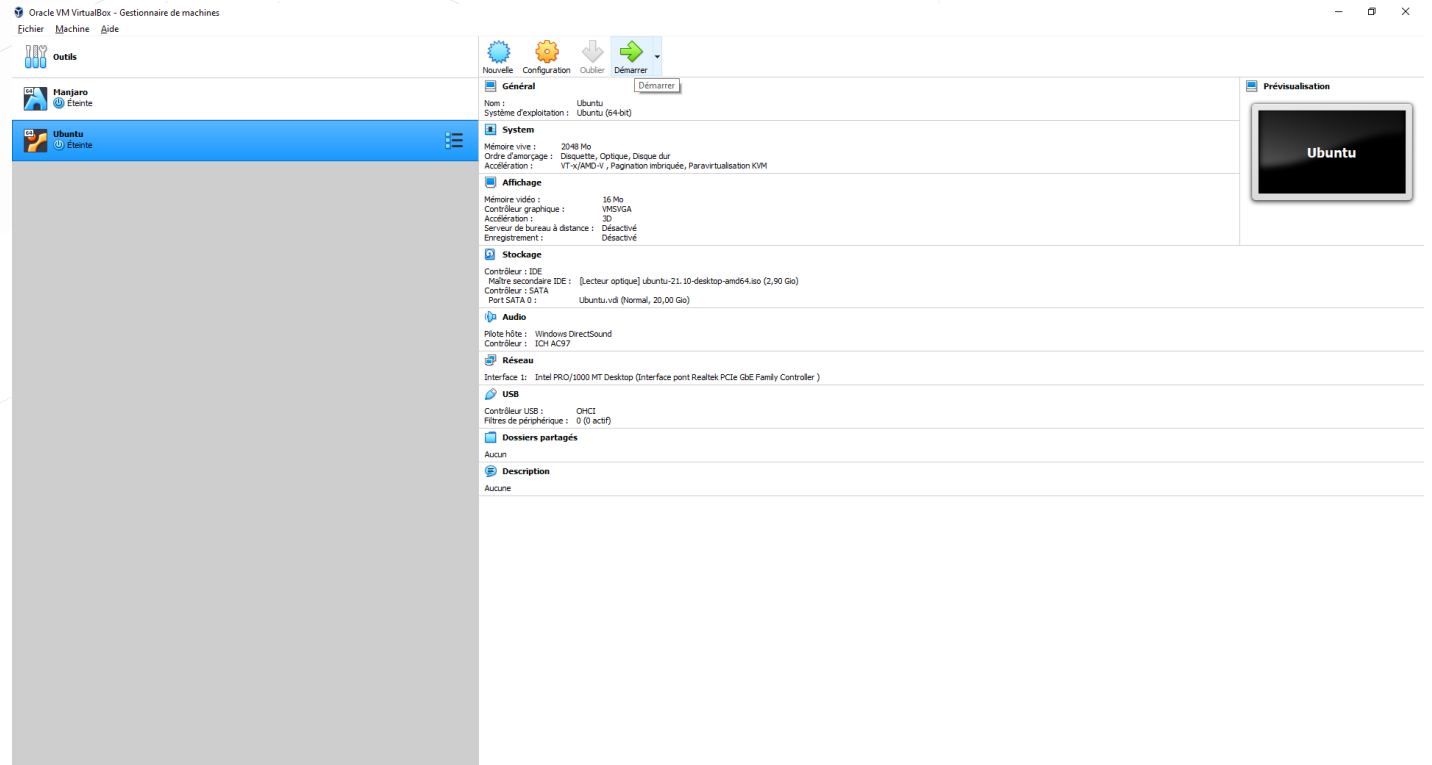 Oracle VM VirtualBox - Gestionnaire de machines
Fichier Machine Aide
Outils
Nouvelle Configuration Oublier Démarrer
Démarrer
64
Manjaro
Éteinte
64
Ubuntu
Éteinte
Général
Nom : Ubuntu
Système d'exploitation : Ubuntu (64-bit)
System
Mémoire vive : 2048 Mo
Ordre d'amorçage : Disquette, Optique, Disque dur
Accélération : VT-x/AMD-V , Pagination imbriquée, Paravirtualisation KVM
Affichage
Mémoire vidéo : 16 Mo
Contrôleur graphique : VMSVGA
Accélération : 3D
Serveur de bureau à distance : Désactivé
Enregistrement : Désactivé
Prévisualisation
Ubuntu
Stockage
Contrôleur : IDE
Maître secondaire IDE : [Lecteur optique] ubuntu-21.10-desktop-amd64.iso (2,90 Gio)
Contrôleur : SATA
Port SATA 0 : Ubuntu.vdi (Normal, 20,00 Gio)
Audio
Pilote hôte : Windows DirectSound
Contrôleur : ICH AC97
Réseau
Interface 1: Intel PRO/1000 MT Desktop (Interface pont Realtek PCIe GbE Family Controller )
USB
Contrôleur USB : OHCI
Filtres de périphérique : 0 (0 actif)
Dossiers partagés
Aucun
Description
Aucune